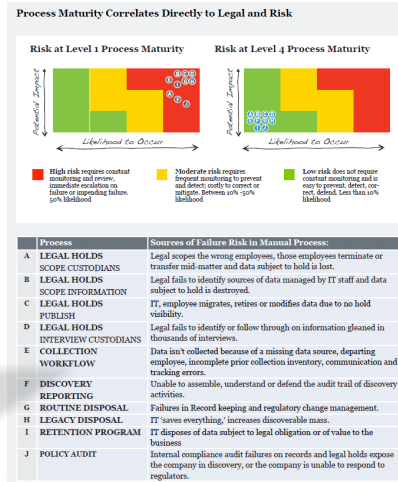 Process Maturity Correlates Directly to Legal and Risk
Risk at Level 1 Process Maturity
Risk at Level 4 Process Maturity
Potential Impact
Likelihood to Occur
Potential Impact
Likelihood to Occur
High risk requires constant
monitoring and review,
immediate escalation on
failure or impending failure.
50% likelihood
Moderate risk requires
frequent monitoring to prevent
and detect; costly to correct or
mitigate. Between 10% -50%
likelihood
Low risk does not require
constant monitoring and is
easy to prevent, detect, cor-
rect, defend. Less than 10%
likelihood
Process Sources of Failure Risk in Manual Process:
A LEGAL HOLDS Legal scopes the wrong employees, those employees terminate or
SCOPE CUSTODIANS transfer mid-matter and data subject to hold is lost.
B LEGAL HOLDS Legal fails to identify sources of data managed by IT staff and data
SCOPE INFORMATION subject to hold is destroyed.
C LEGAL HOLDS IT, employee migrates, retires or modifies data due to no hold
PUBLISH visibility.
D LEGAL HOLDS Legal fails to identify or follow through on information gleaned in
INTERVIEW CUSTODIANS thousands of interviews.
E COLLECTION Data isn't collected because of a missing data source, departing
WORKFLOW employee, incomplete prior collection inventory, communication and
tracking errors.
F DISCOVERY Unable to assemble, understand or defend the audit trail of discovery
REPORTING activities.
G ROUTINE DISPOSAL Failures in Record keeping and regulatory change management.
H LEGACY DISPOSAL IT 'saves everything,' increases discoverable mass.
I RETENTION PROGRAM IT disposes of data subject to legal obligation or of value to the
business
J POLICY AUDIT Internal compliance audit failures on records and legal holds expose
the company in discovery, or the company is unable to respond to
regulators.